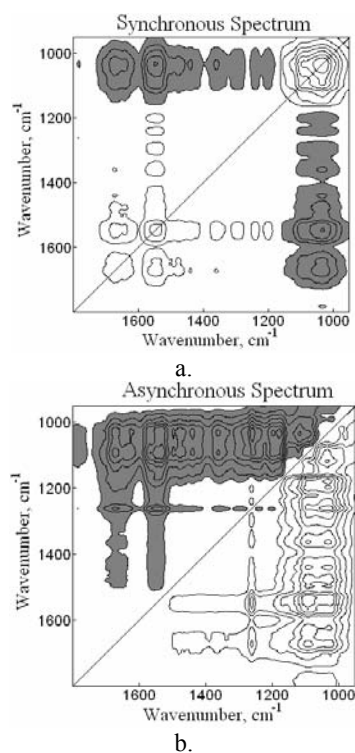 Synchronous Spectrum
1000
1200
1400
1600
Wavenumber, cm-1
1600 1400 1200 1000
Wavenumber, cm-1
a.
Asynchronous Spectrum
1000
1200
1400
1600
Wavenumber, cm-1
1600 1400 1200 1000
Wavenumber, cm-1
b.